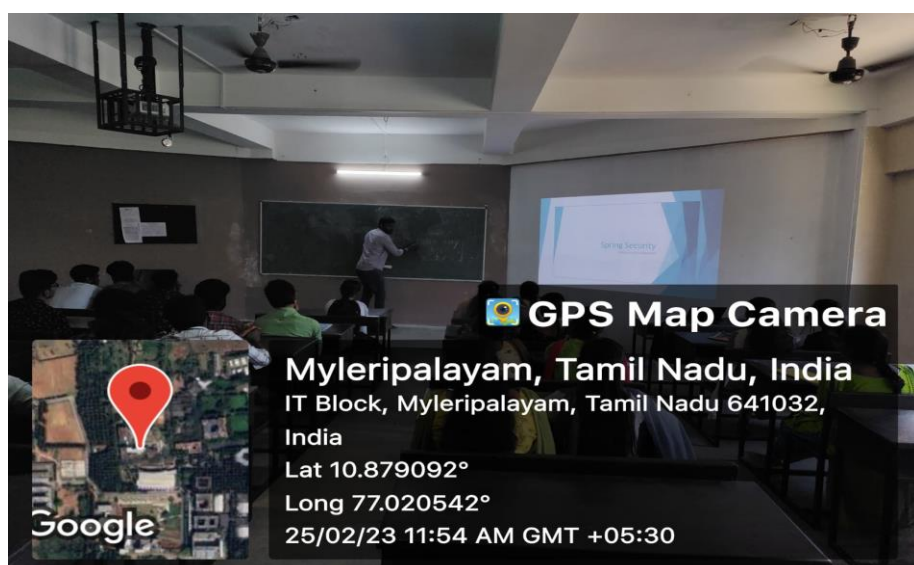 Spring Security
GPS Map Camera
Myleripalayam, Tamil Nadu, India
IT Block, Myleripalayam, Tamil Nadu 641032,
India
Lat 10.879092°
Long 77.020542°
25/02/23 11:54 AM GMT +05:30
Google